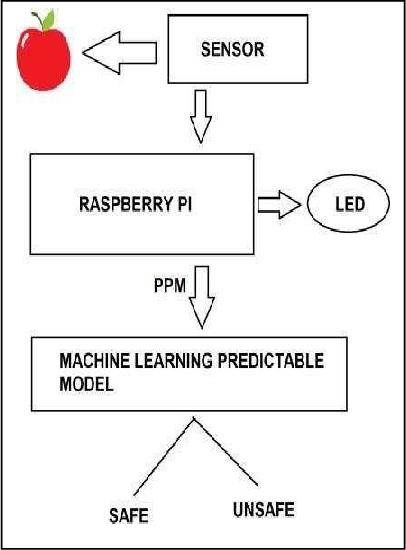 SENSOR
RASPBERRY PI
LED
PPM
MACHINE LEARNING PREDICTABLE
MODEL
SAFE
UNSAFE